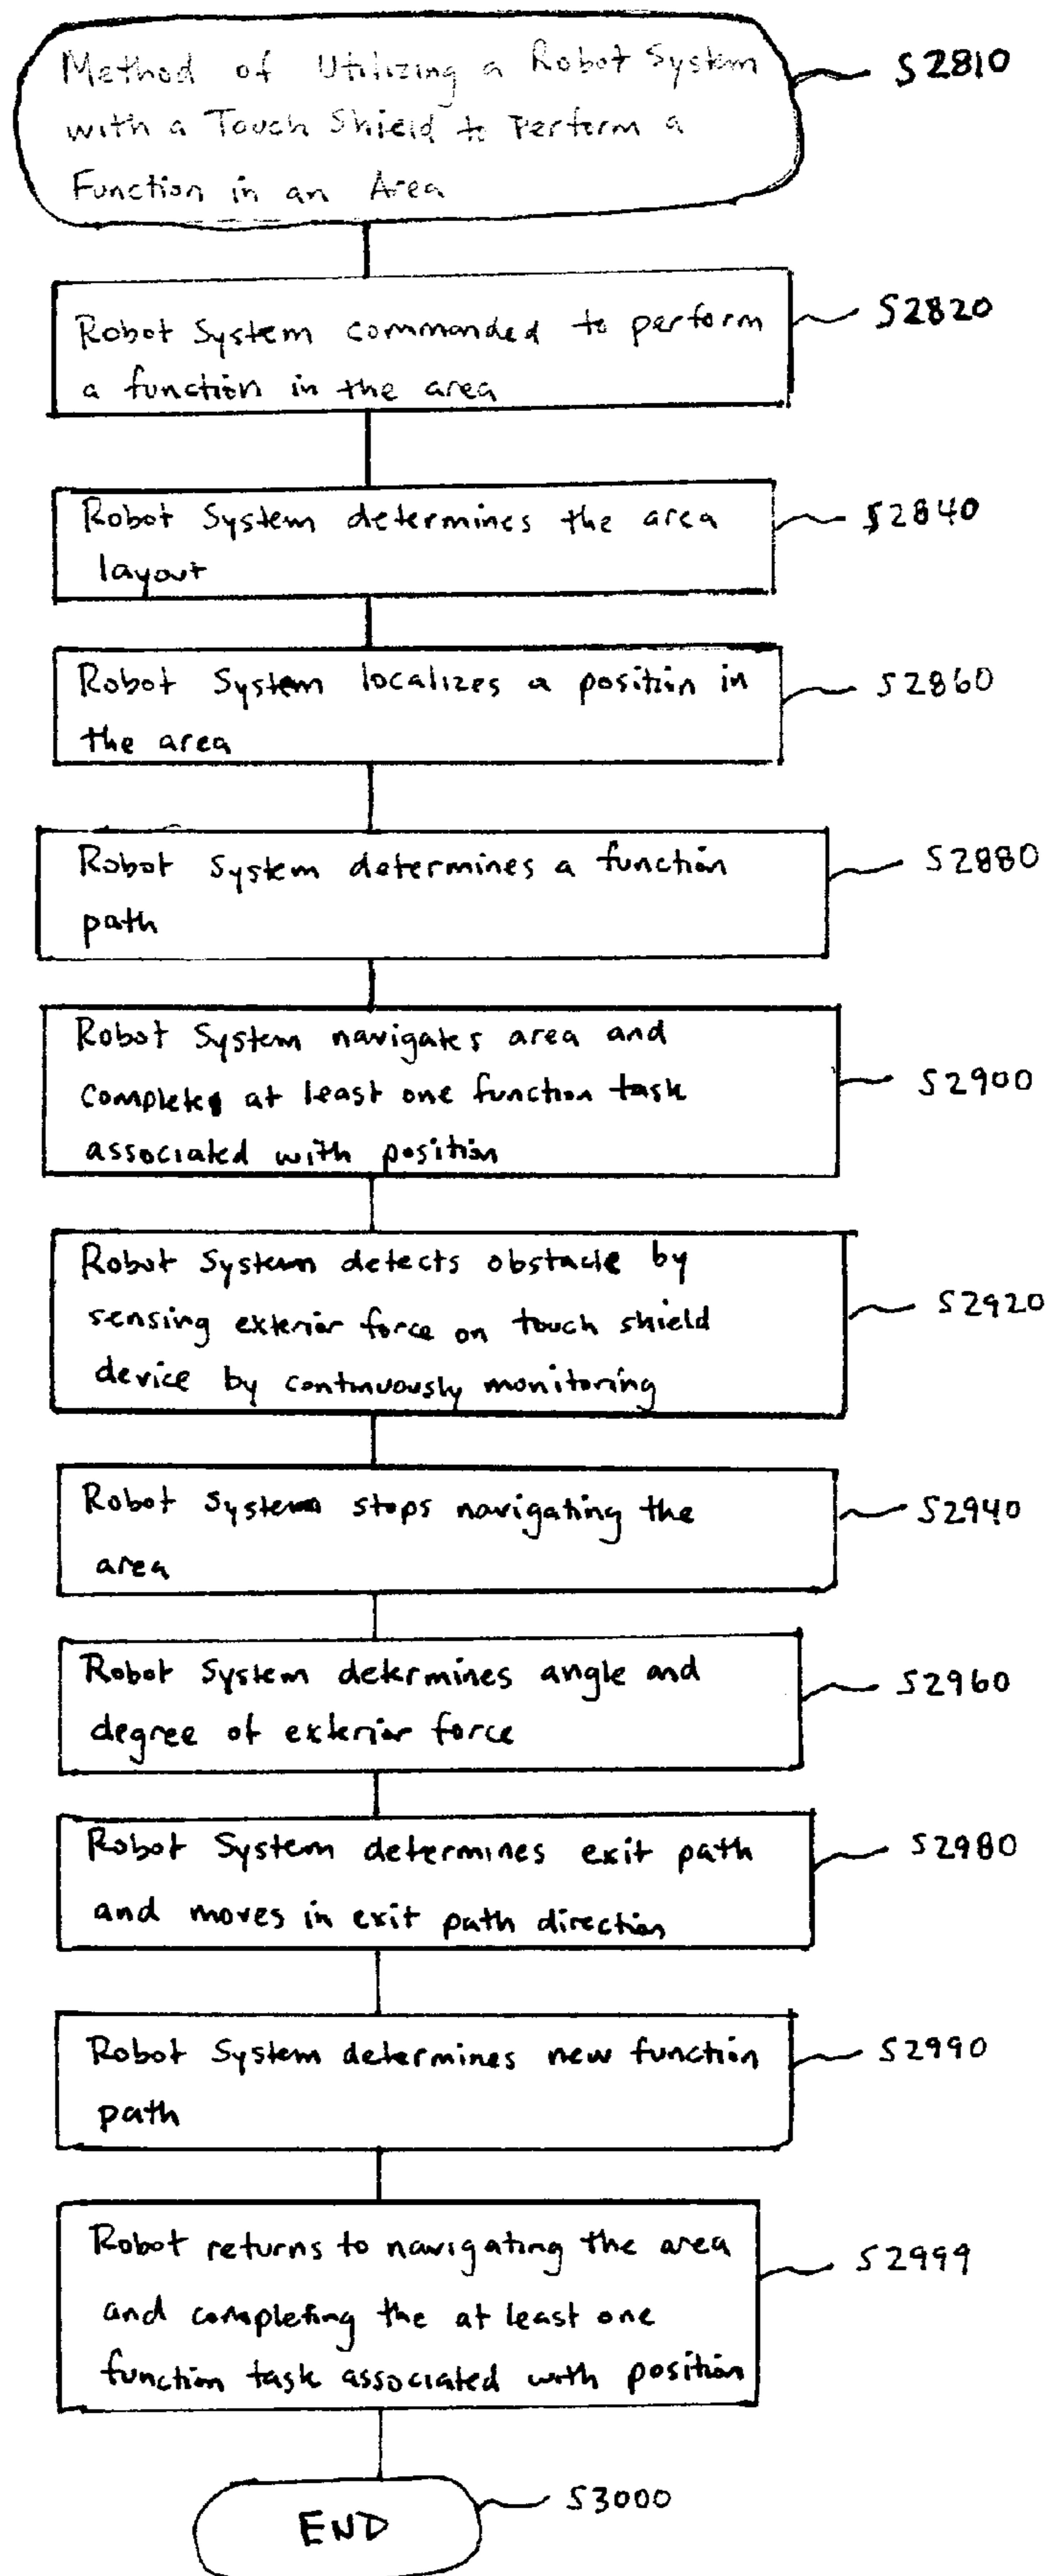 Method of Utilizing a Robot System
with a Touch Shield to Perform a
Function in an Area
S2810
Robot System commanded to perform
a function in the area
S2820
Robot System determines the area
layout
S2840
Robot System localizes a position in
the area
S2860
Robot System determines a function
path
S2880
Robot System navigates area and
completes at least one function task
associated with position
S2900
Robot System detects obstacle by
sensing exterior force on touch shield
device by continuously monitoring
S2920
Robot System stops navigating the
area
S2940
Robot System determines angle and
degree of exterior force
S2960
Robot System determines exit path
and moves in exit path direction
S2980
Robot System determines new function
path
S2990
Robot returns to navigating the area
and completing the at least one
function task associated with position
S2999
END
S3000